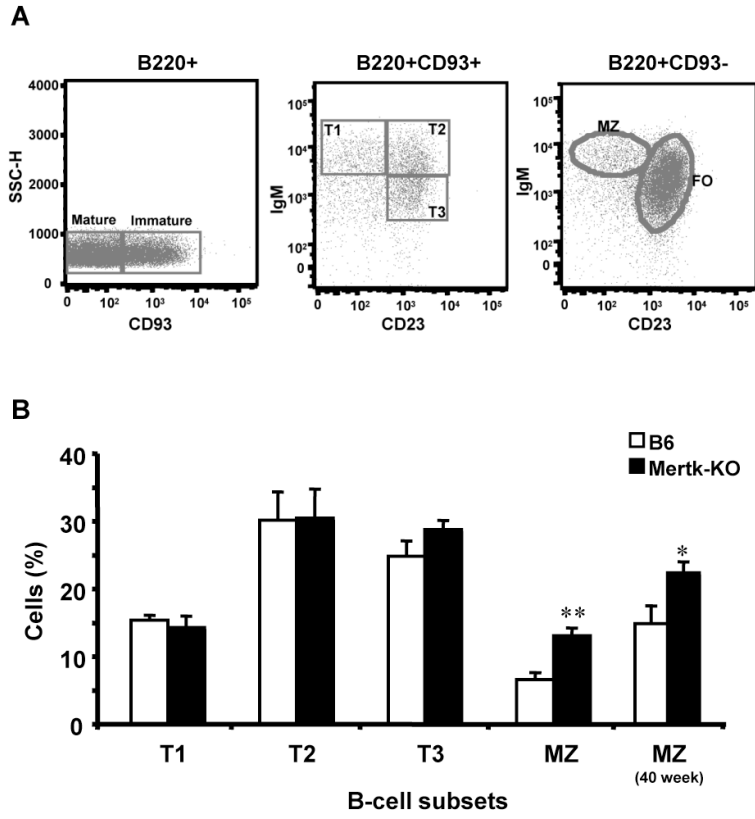 A
B220+
4000
3000
2000
1000
0
SSC-H
Mature Immature
0 10² 10³ 10⁴ 10⁵
CD93
B220+CD93+
10⁵
10⁴
10³
10²
0
IgM
T1
T2
T3
0 10² 10³ 10⁴ 10⁵
CD23
B220+CD93-
10⁵
10⁴
10³
10²
0
IgM
MZ
FO
0 10² 10³ 10⁴ 10⁵
CD23
B
B6
Mertk-KO
40
30
20
10
0
Cells (%)
**
*
T1 T2 T3 MZ MZ
(40 week)
B-cell subsets